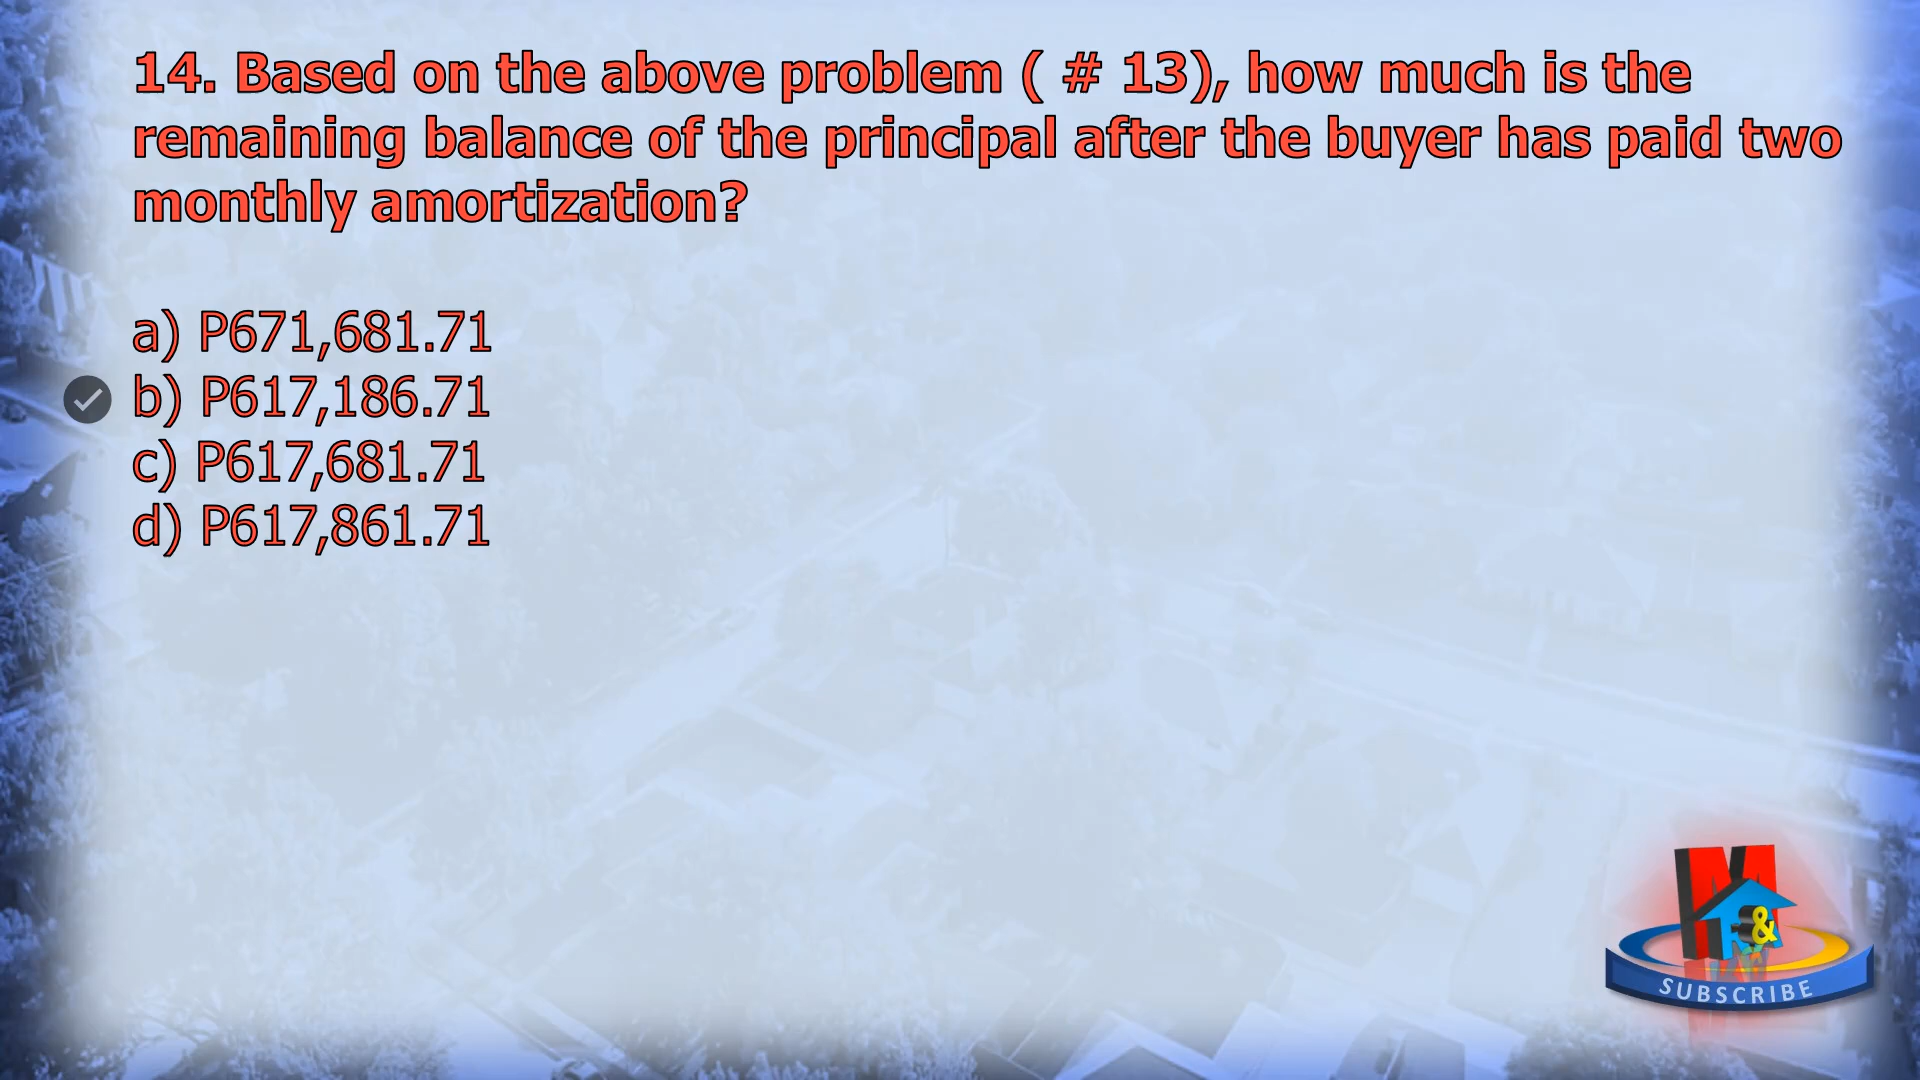 14. Based on the above problem ( # 13), how much is the
remaining balance of the principal after the buyer has paid two
monthly amortization?
a) P671,681.71
b) P617,186.71
c) P617,681.71
d) P617,861.71
M
&
SUBSCRIBE